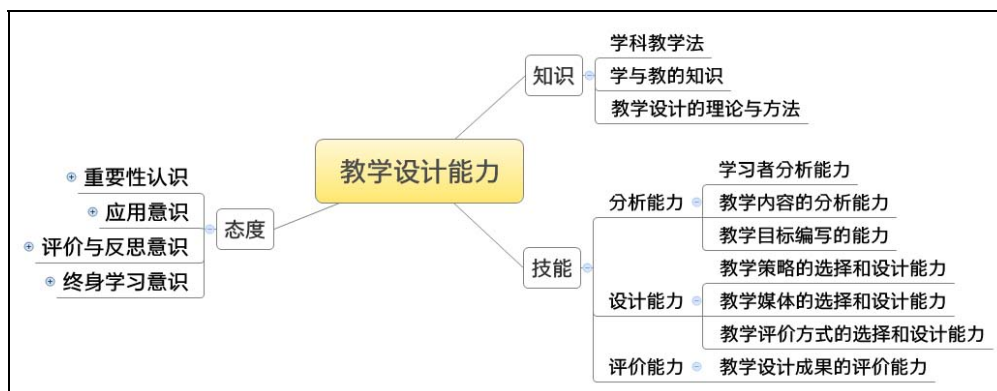 教学设计能力
知识
学科教学法
学与教的知识
教学设计的理论与方法
技能
分析能力
学习者分析能力
教学内容的分析能力
教学目标编写的能力
设计能力
教学策略的选择和设计能力
教学媒体的选择和设计能力
教学评价方式的选择和设计能力
评价能力
教学设计成果的评价能力
态度
重要性认识
应用意识
评价与反思意识
终身学习意识